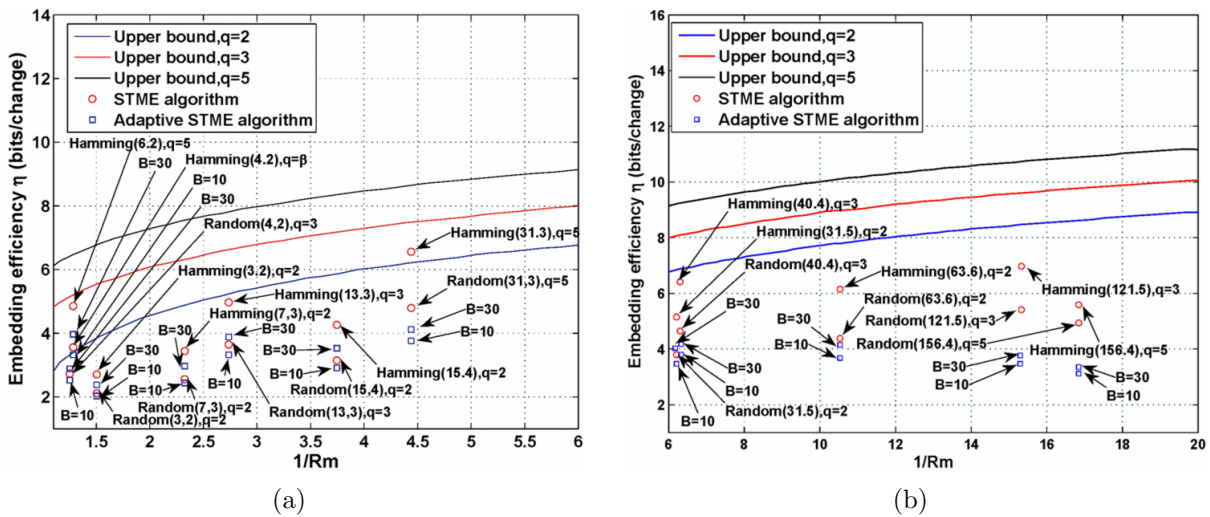 14
12
10
8
6
4
2
Embedding efficiency η (bits/change)
Upper bound,q=2
Upper bound,q=3
Upper bound,q=5
STME algorithm
Adaptive STME algorithm
Hamming(6.2),q=5
B=30
Hamming(4.2),q=β
B=10
B=30
Random(4,2),q=3
Hamming(3,2),q=2
Hamming(31.3),q=5
Hamming(13.3),q=3
Random(31,3),q=5
Hamming(7,3),q=2
B=30
B=30
B=30
B=30
B=10
B=30
B=10
B=10
B=10
B=10
Hamming(15.4),q=2
B=10
Random(7,3),q=2
Random(15.4),q=2
Random(3,2),q=2
Random(13,3),q=3
1.5
2
2.5
3
3.5
4
4.5
5
5.5
6
1/Rm
(a)
16
14
12
10
8
6
4
2
0
Embedding efficiency η (bits/change)
Upper bound,q=2
Upper bound,q=3
Upper bound,q=5
STME algorithm
Adaptive STME algorithm
Hamming(40.4),q=3
Hamming(31.5),q=2
Random(40.4),q=3
Hamming(63.6),q=2
Hamming(121.5),q=3
B=30
Random(63.6),q=2
B=30
Random(121.5),q=3
B=10
Random(156.4),q=5
Hamming(156.4),q=5
B=30
B=30
B=30
B=10
B=10
B=10
Random(31.5),q=2
B=10
6
8
10
12
14
16
18
20
1/Rm
(b)